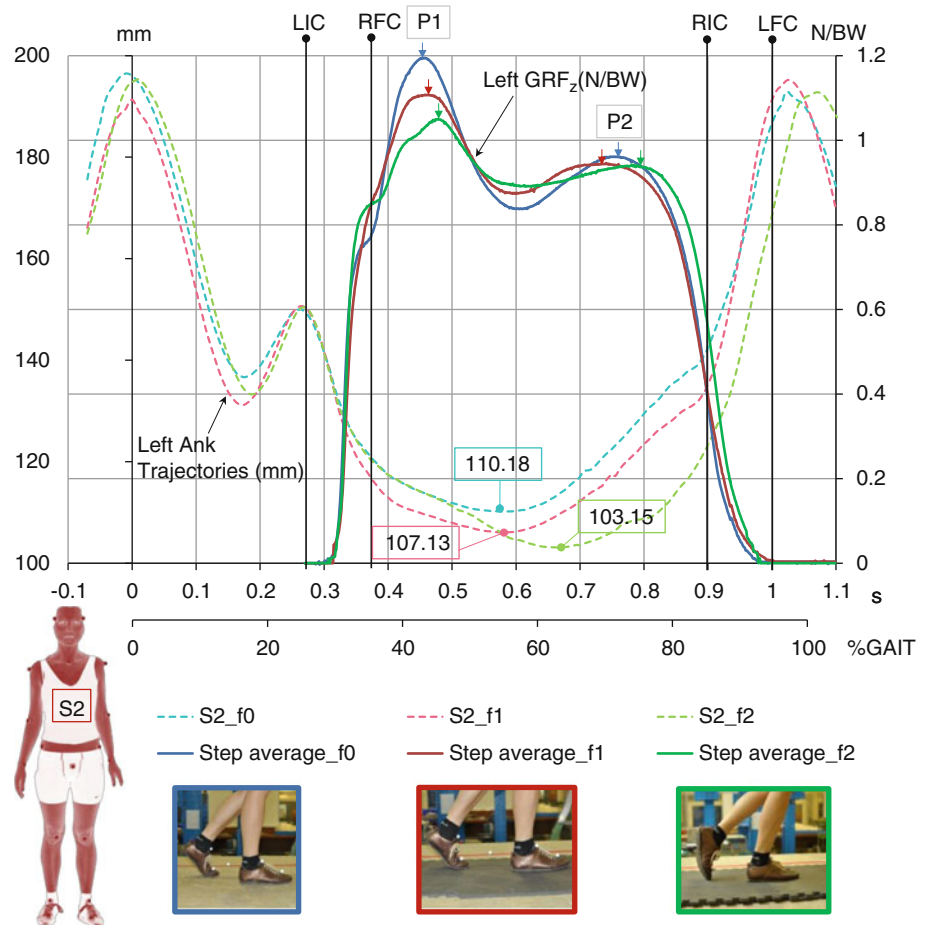 LIC RFC P1 RIC LFC
mm N/BW
200 1.2
Left GRFz(N/BW)
P2
180 1
160 0.8
0.6
140 0.4
Left Ank
Trajectories (mm)
120 110.18 0.2
103.15
107.13
100 0
-0.1 0 0.1 0.2 0.3 0.4 0.5 0.6 0.7 0.8 0.9 1 1.1 s
0 20 40 60 80 100 %GAIT
S2
S2_f0 S2_f1 S2_f2
Step average_f0 Step average_f1 Step average_f2